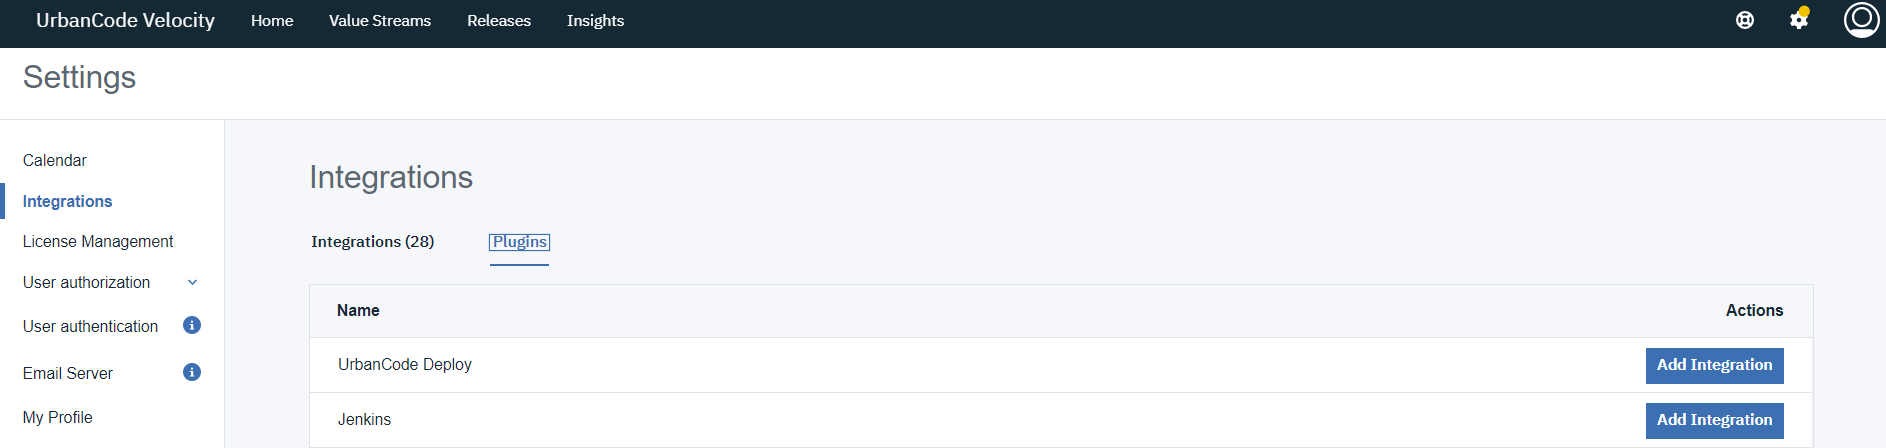 UrbanCode Velocity Home Value Streams Releases Insights
Settings
Calendar
Integrations
License Management
User authorization
User authentication
Email Server
My Profile
Integrations
Integrations (28) Plugins
Name Actions
UrbanCode Deploy Add Integration
Jenkins Add Integration